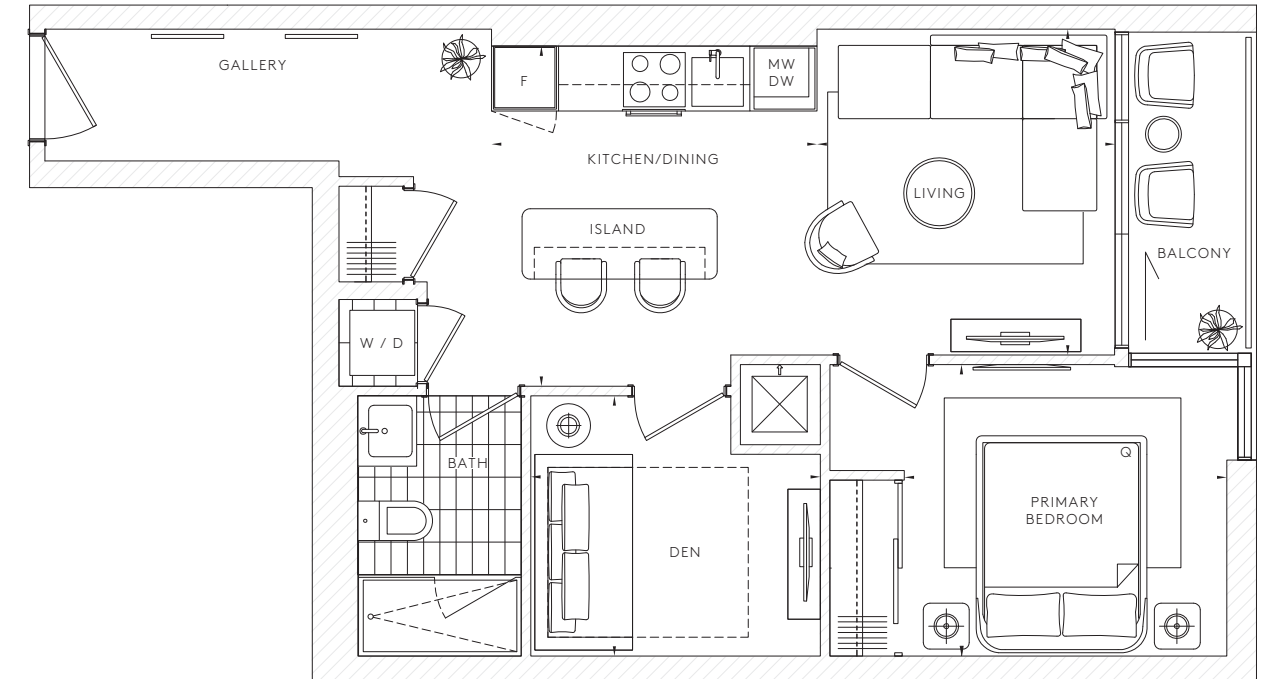 GALLERY
F
MW
DW
KITCHEN/DINING
LIVING
ISLAND
BALCONY
W / D
BATH
Q
PRIMARY
BEDROOM
DEN